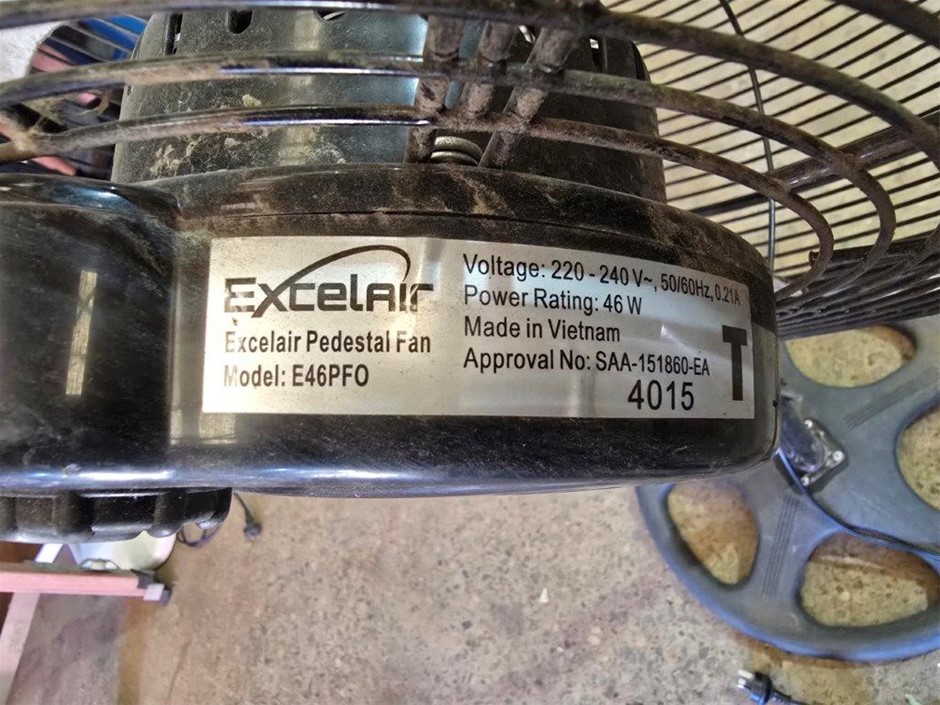 Excelair
Excelair Pedestal Fan
Model: E46PFO
Voltage: 220 - 240 V~, 50/60Hz, 0.21A
Power Rating: 46 W
Made in Vietnam
Approval No: SAA-151860-EA
4015
T